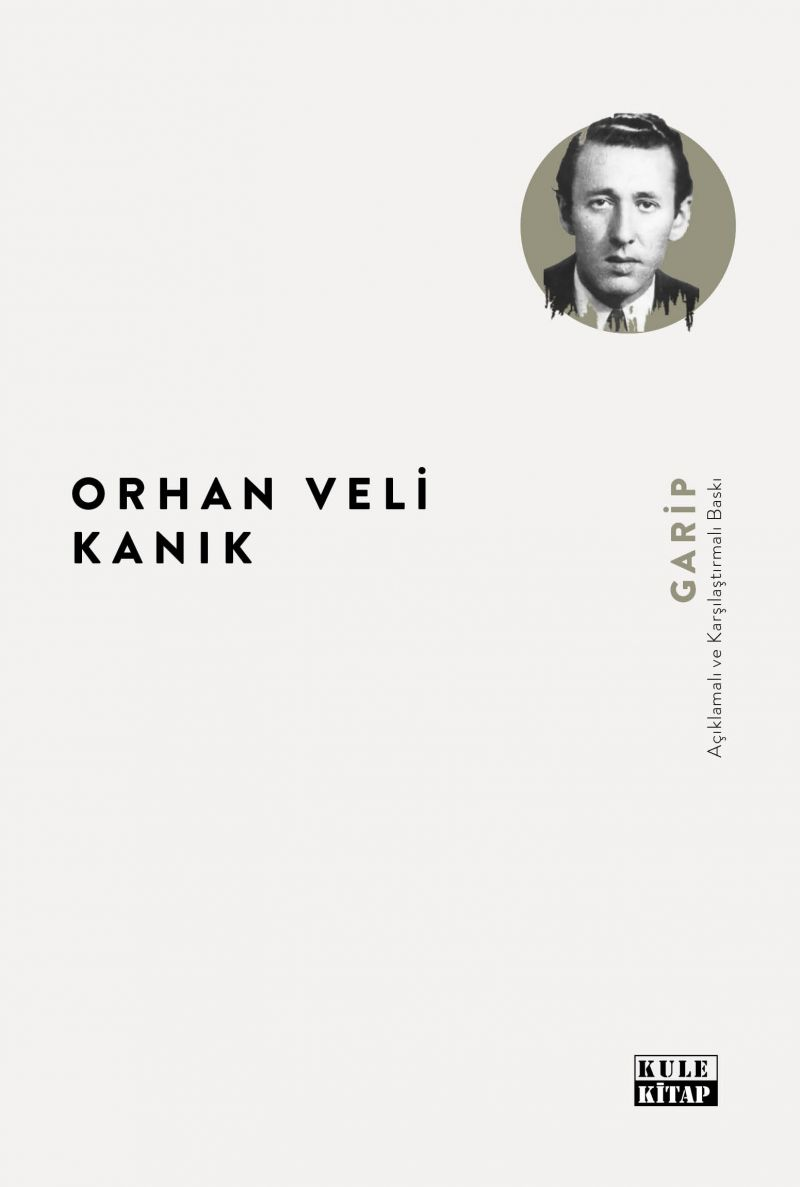 ORHAN VELİ
KANIK
GARİP
Açıklamalı ve Karşılaştırmalı Baskı
KULE
KİTAP